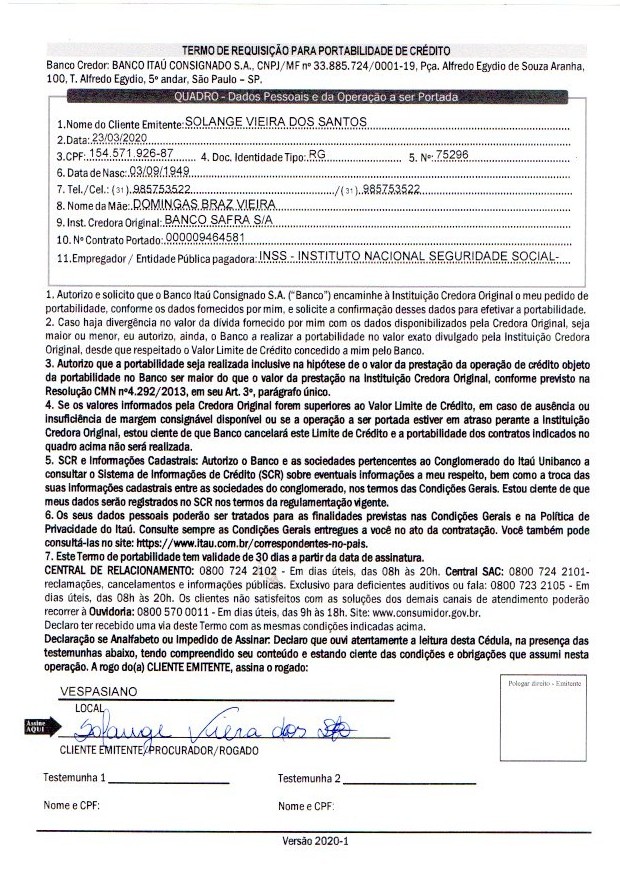 TERMO DE REQUISIÇÃO PARA PORTABILIDADE DE CRÉDITO
Banco Credor: BANCO ITAÚ CONSIGNADO S.A., CNPJ/MF nº 33.885.724/0001-19, Pça. Alfredo Egydio de Souza Aranha,
100, T. Alfredo Egydio, 5º andar, São Paulo – SP.
QUADRO - Dados Pessoais e da Operação a ser Portada
1.Nome do Cliente Emitente: SOLANGE VIEIRA DOS SANTOS
2.Data: 23/03/2020
3.CPF: 154.571.926-87 4. Doc. Identidade Tipo: RG 5. Nº: 75296
6. Data de Nasc: 03/09/1949
7. Tel./Cel.: (31) 985753522 /(31) 985753522
8. Nome da Mãe: DOMINGAS BRAZ VIEIRA
9. Inst. Credora Original: BANCO SAFRA S/A
10. Nº Contrato Portado: 000009464581
11.Empregador / Entidade Pública pagadora: INSS - INSTITUTO NACIONAL SEGURIDADE SOCIAL-
1. Autorizo e solicito que o Banco Itaú Consignado S.A. ("Banco") encaminhe à Instituição Credora Original o meu pedido de
portabilidade, conforme os dados fornecidos por mim, e solicite a confirmação desses dados para efetivar a portabilidade.
2. Caso haja divergência no valor da dívida fornecido por mim com os dados disponibilizados pela Credora Original, seja
maior ou menor, eu autorizo, ainda, o Banco a realizar a portabilidade no valor exato divulgado pela Instituição Credora
Original, desde que respeitado o Valor Limite de Crédito concedido a mim pelo Banco.
3. Autorizo que a portabilidade seja realizada inclusive na hipótese de o valor da prestação da operação de crédito objeto
da portabilidade no Banco ser maior do que o valor da prestação na Instituição Credora Original, conforme previsto na
Resolução CMN nº4.292/2013, em seu Art. 3º, parágrafo único.
4. Se os valores informados pela Credora Original forem superiores ao Valor Limite de Crédito, em caso de ausência ou
insuficiência de margem consignável disponível ou se a operação a ser portada estiver em atraso perante a Instituição
Credora Original, estou ciente de que Banco cancelará este Limite de Crédito e a portabilidade dos contratos indicados no
quadro acima não será realizada.
5. SCR e Informações Cadastrais: Autorizo o Banco e as sociedades pertencentes ao Conglomerado do Itaú Unibanco a
consultar o Sistema de Informações de Crédito (SCR) sobre eventuais informações a meu respeito, bem como a troca das
suas informações cadastrais entre as sociedades do conglomerado, nos termos das Condições Gerais. Estou ciente de que
meus dados serão registrados no SCR nos termos da regulamentação vigente.
6. Os seus dados pessoais poderão ser tratados para as finalidades previstas nas Condições Gerais e na Política de
Privacidade do Itaú. Consulte sempre as Condições Gerais entregues a você no ato da contratação. Você também pode
consultá-las no site: https://www.itau.com.br/correspondentes-no-pais.
7. Este Termo de portabilidade tem validade de 30 dias a partir da data de assinatura.
CENTRAL DE RELACIONAMENTO: 0800 724 2102 - Em dias úteis, das 08h às 20h. Central SAC: 0800 724 2101-
reclamações, cancelamentos e informações públicas. Exclusivo para deficientes auditivos ou fala: 0800 723 2105 - Em
dias úteis, das 08h às 20h. Os clientes não satisfeitos com as soluções dos demais canais de atendimento poderão
recorrer à Ouvidoria: 0800 570 0011 - Em dias úteis, das 9h às 18h. Site: www.consumidor.gov.br.
Declaro ter recebido uma via deste Termo com as mesmas condições indicadas acima.
Declaração se Analfabeto ou Impedido de Assinar: Declaro que ouvi atentamente a leitura desta Cédula, na presença das
testemunhas abaixo, tendo compreendido seu conteúdo e estando ciente das condições e obrigações que assumi nesta
operação. A rogo do(a) CLIENTE EMITENTE, assina o rogado:
Polegar direito - Emitente
VESPASIANO
LOCAL
Assine
AQUI
Solange Vieira dos
CLIENTE EMITENTE/PROCURADOR/ROGADO
Testemunha 1 Testemunha 2
Nome e CPF: Nome e CPF:
Versão 2020-1